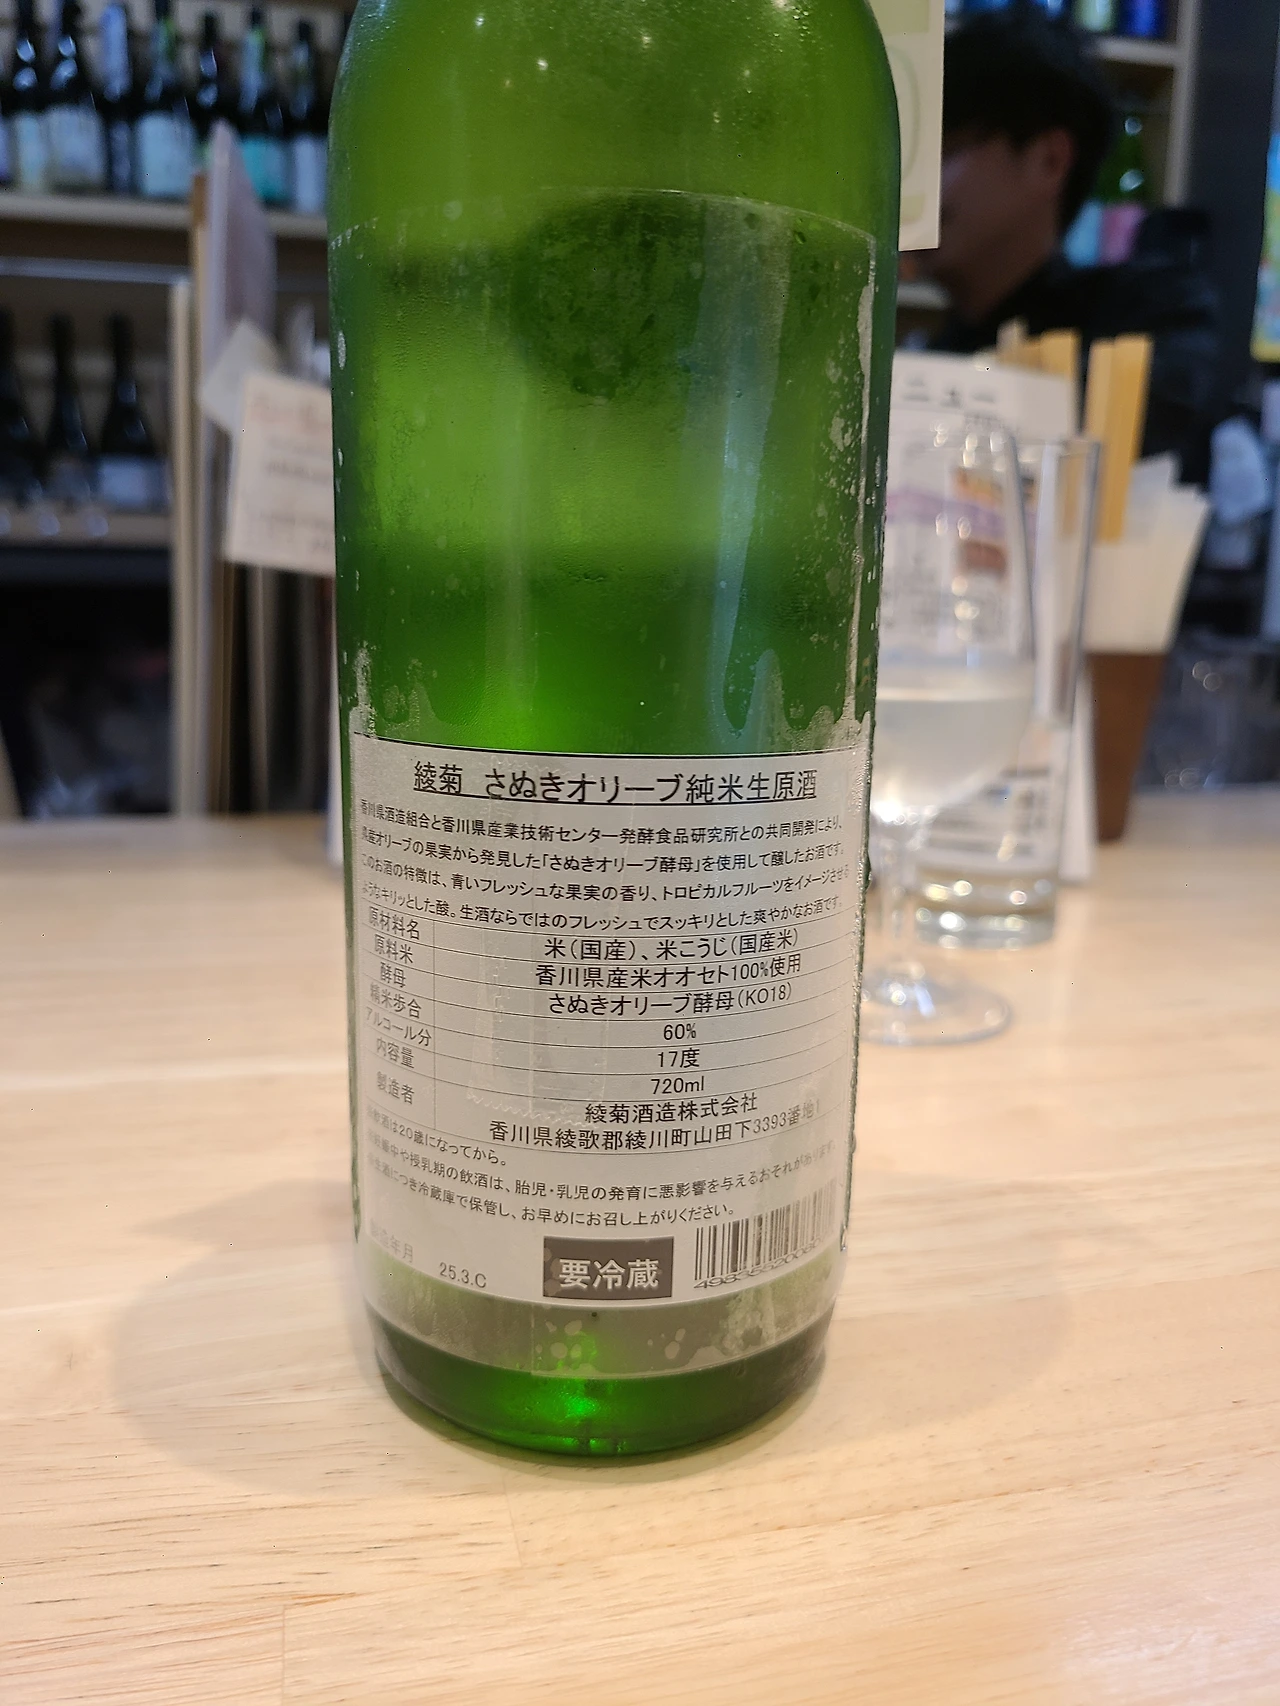 綾菊 さぬきオリーブ純米生原酒
香川県酒造組合と香川県産業技術センター発酵食品研究所との共同開発により、
県産オリーブの果実から発見した「さぬきオリーブ酵母」を使用して醸したお酒です。
このお酒の特徴は、青いフレッシュな果実の香り、トロピカルフルーツをイメージさせる
ようなキリッとした酸。生酒ならではのフレッシュでスッキリとした爽やかなお酒です。
原材料名 米(国産)、米こうじ(国産米)
原料米 香川県産米オオセト100%使用
酵母 さぬきオリーブ酵母(KO18)
精米歩合 60%
アルコール分 17度
内容量 720ml
製造者 綾菊酒造株式会社
香川県綾歌郡綾川町山田下3393番地1
飲酒は20歳になってから。
妊娠中や授乳期の飲酒は、胎児・乳児の発育に悪影響を与えるおそれがあります。
生酒につき冷蔵庫で保管し、お早めにお召し上がりください。
製造年月 25.3.C
要冷蔵